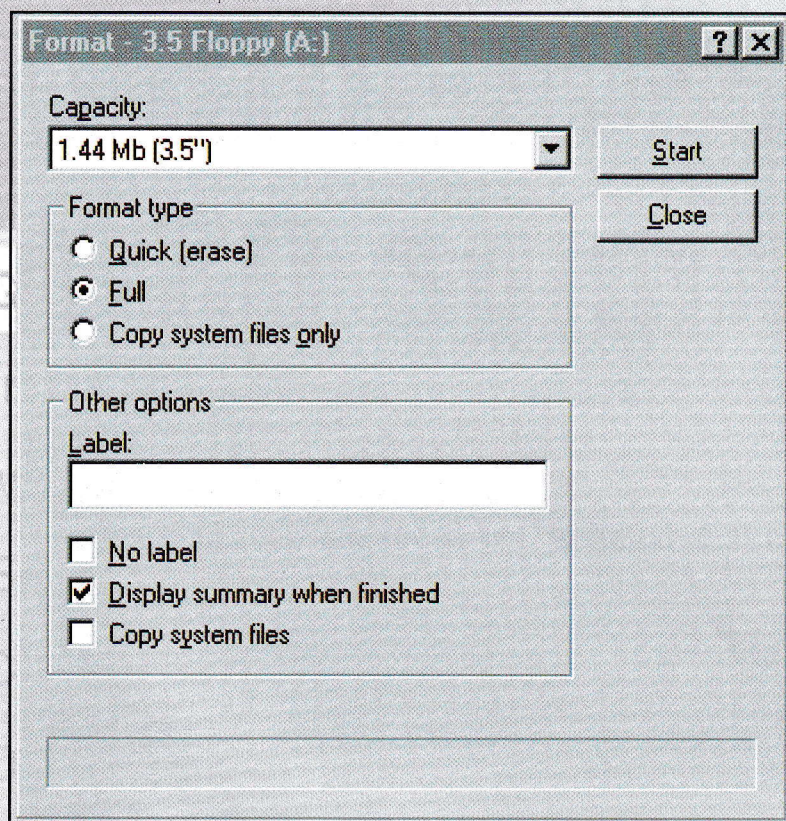 Format - 3.5 Floppy (A:)
Capacity:
1.44 Mb (3.5")
Start
Close
Format type
Quick (erase)
Full
Copy system files only
Other options
Label:
No label
Display summary when finished
Copy system files